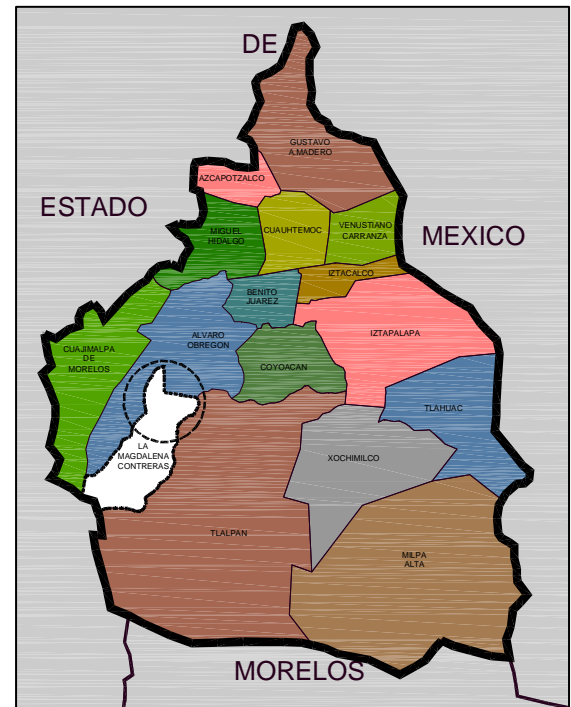 DE
GUSTAVO
A.MADERO
AZCAPOTZALCO
ESTADO
MIGUEL
HIDALGO
CUAUHTEMOC
VENUSTIANO
CARRANZA
MEXICO
IZTACALCO
BENITO
JUAREZ
ALVARO
OBREGON
IZTAPALAPA
CUAJIMALPA
DE
MORELOS
COYOACAN
TLAHUAC
LA
MAGDALENA
CONTRERAS
XOCHIMILCO
TLALPAN
MILPA
ALTA
MORELOS